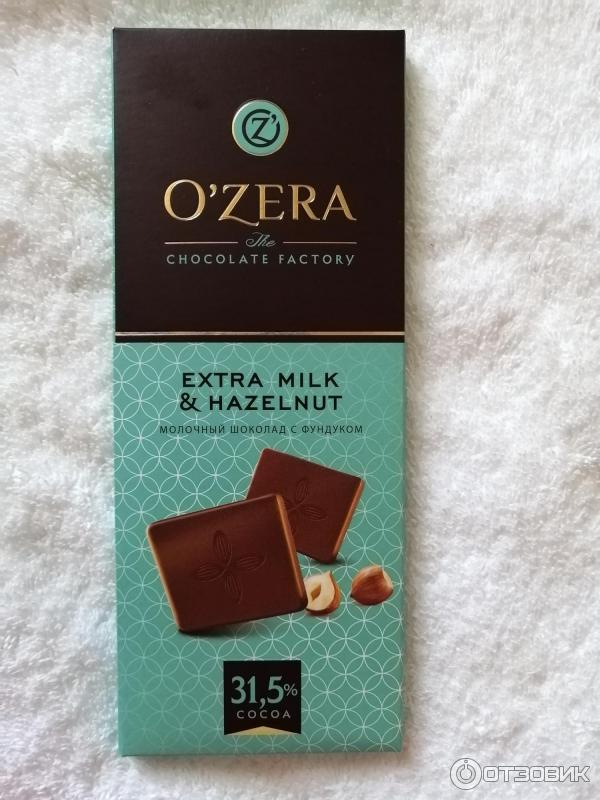 Z'
O'ZERA
The
CHOCOLATE FACTORY
EXTRA MILK
& HAZELNUT
МОЛОЧНЫЙ ШОКОЛАД С ФУНДУКОМ
31,5%
COCOA
ОТЗОВИК